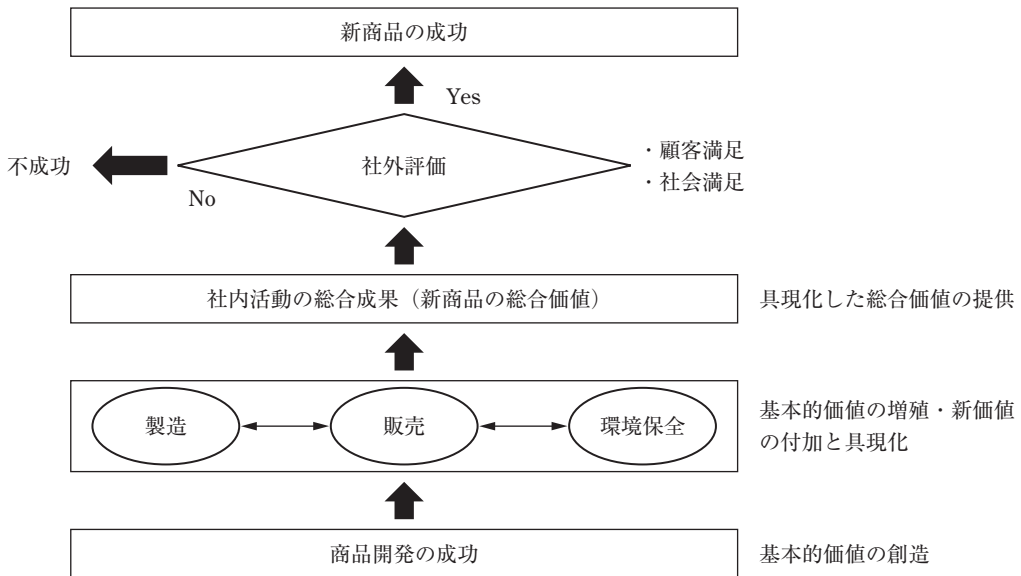 新商品の成功
Yes
不成功
社外評価
・顧客満足
・社会満足
No
社内活動の総合成果（新商品の総合価値）
具現化した総合価値の提供
製造
販売
環境保全
基本的価値の増殖・新価値
の付加と具現化
商品開発の成功
基本的価値の創造